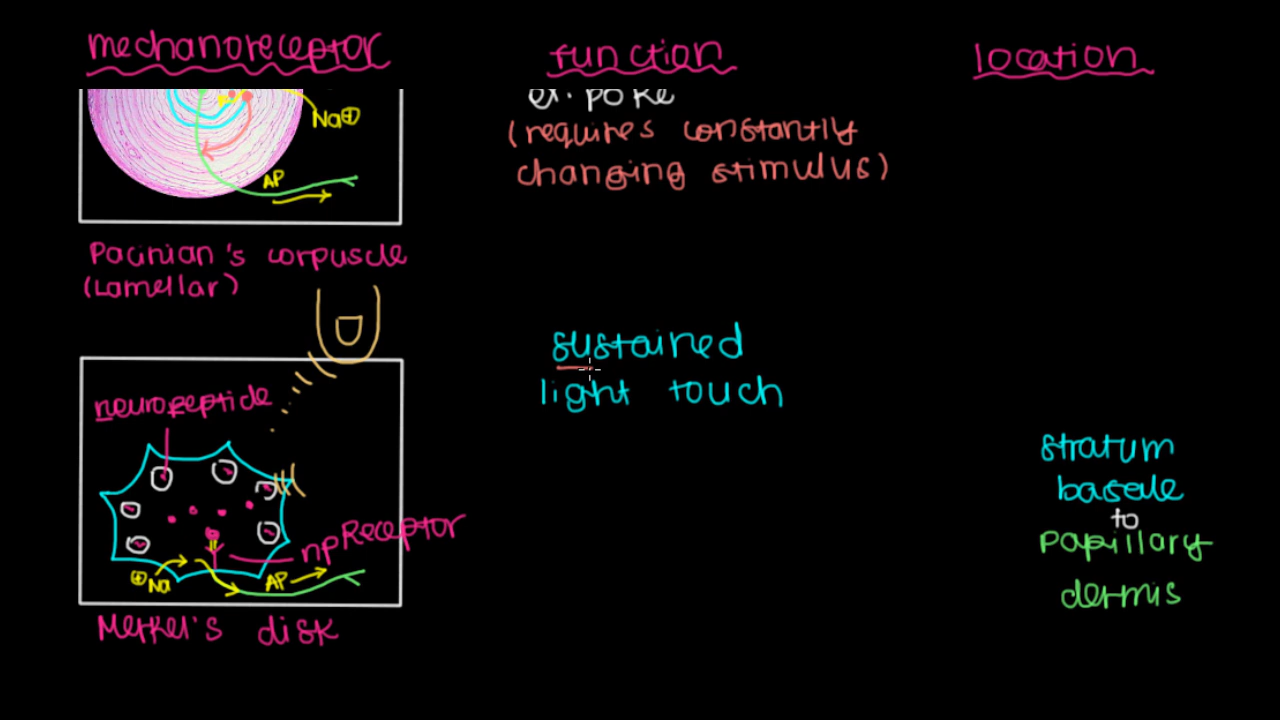 mechanoreceptor function location
ex. poke
(requires constantly
changing stimulus)
Na+
AP
Pacinian's corpuscle
(Lamellar)
sustained
light touch
neuropeptide
npReceptor
+Na
AP
Merkel's disk
stratum
basale
to
papillary
dermis